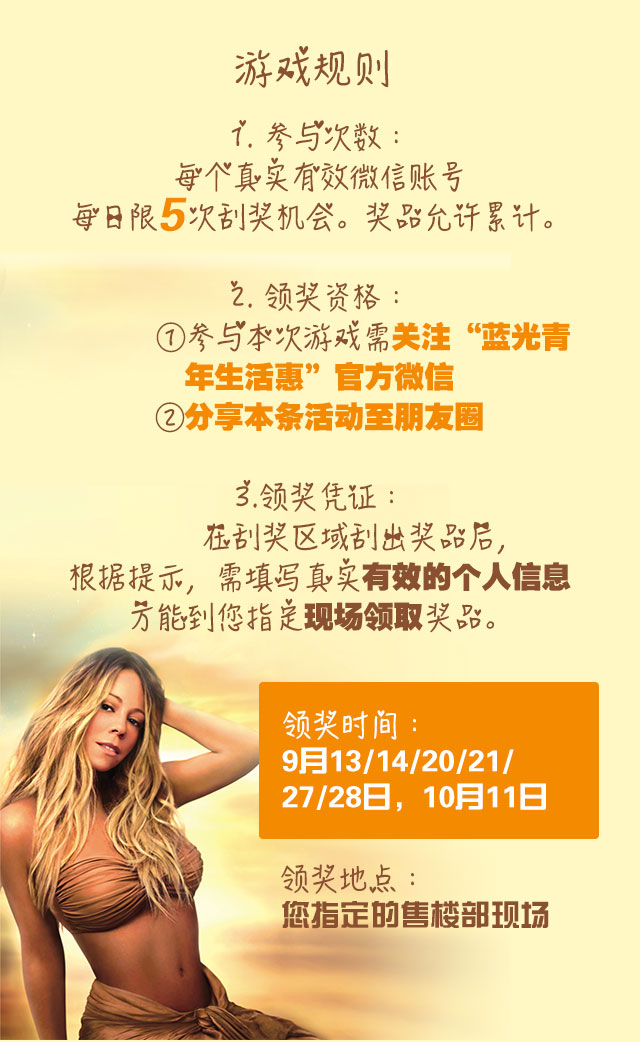 游戏规则
1. 参与次数：
每个真实有效微信账号
每日限5次刮奖机会。奖品允许累计。
2. 领奖资格：
①参与本次游戏需关注“蓝光青
年生活惠”官方微信
②分享本条活动至朋友圈
3.领奖凭证：
在刮奖区域刮出奖品后，
根据提示，需填写真实有效的个人信息
方能到您指定现场领取奖品。
领奖时间：
9月13/14/20/21/
27/28日，10月11日
领奖地点：
您指定的售楼部现场